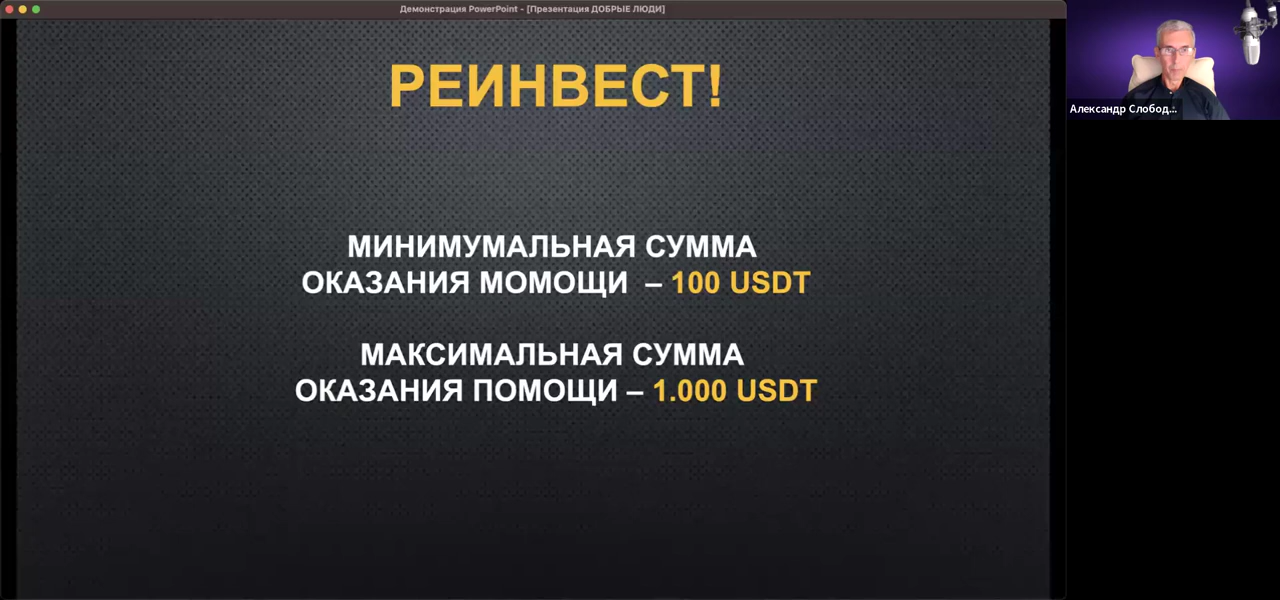 Демонстрация PowerPoint - [Презентация ДОБРЫЕ ЛЮДИ]
РЕИНВЕСТ!
МИНИМУМАЛЬНАЯ СУММА
ОКАЗАНИЯ МОМОЩИ – 100 USDT
МАКСИМАЛЬНАЯ СУММА
ОКАЗАНИЯ ПОМОЩИ – 1.000 USDT
Александр Слобод...